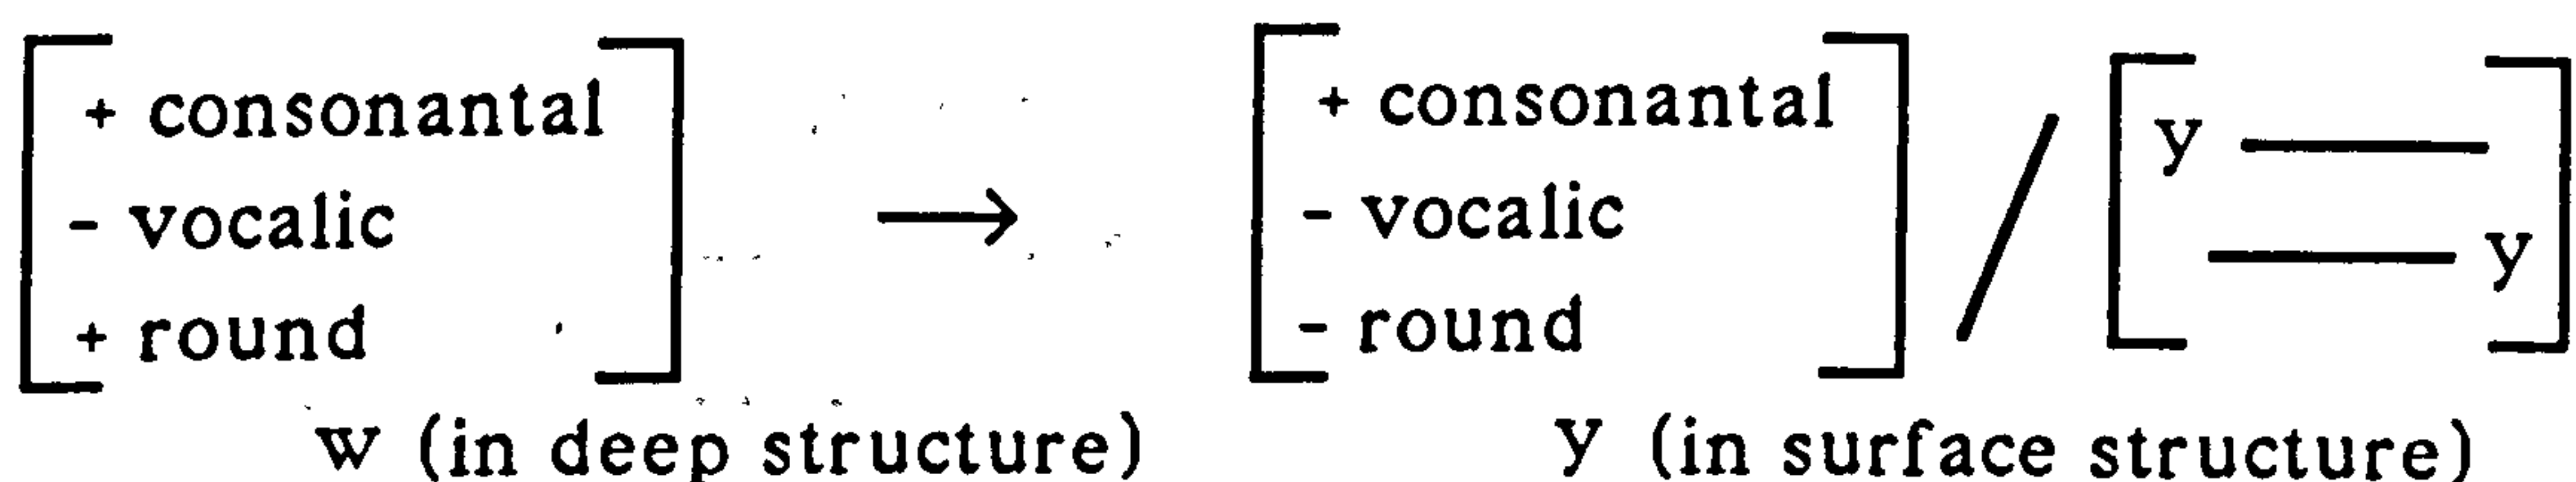 + consonantal → + consonantal / y ——
- vocalic - vocalic —— y
+ round - round
w (in deep structure) y (in surface structure)